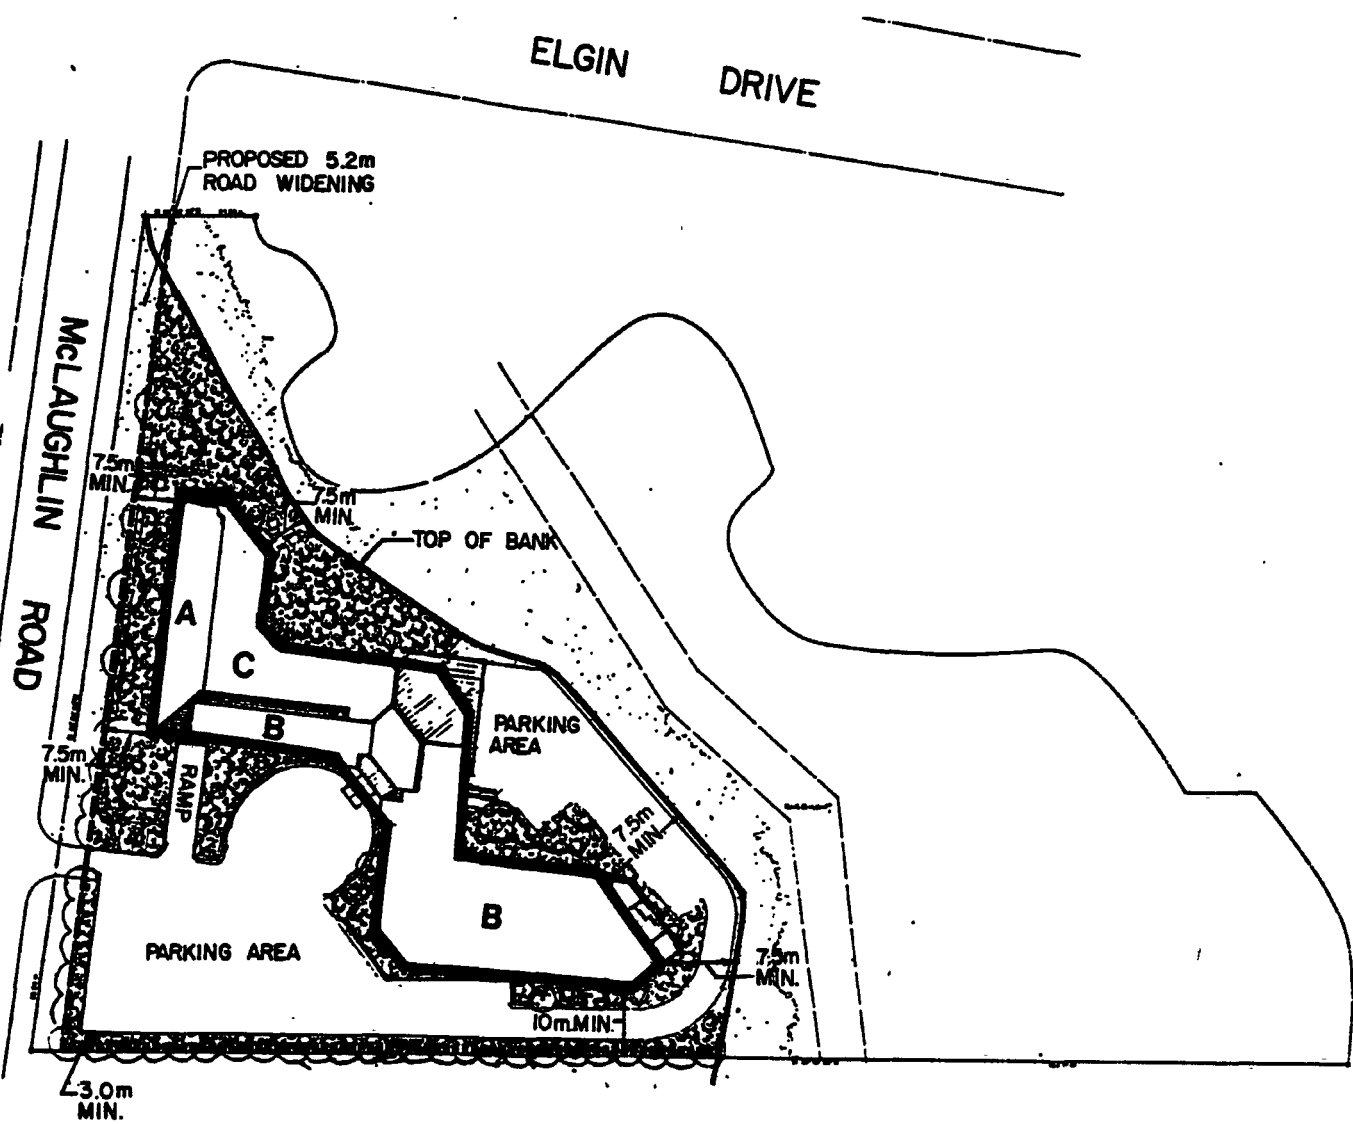 ELGIN DRIVE
PROPOSED 5.2m
ROAD WIDENING
McLAUGHLIN ROAD
7.5m
MIN.
7.5m
MIN.
TOP OF BANK
A
C
B
PARKING
AREA
7.5m
MIN.
RAMP
7.5m
MIN.
B
PARKING AREA
7.5m
MIN.
10m MIN.
3.0m
MIN.